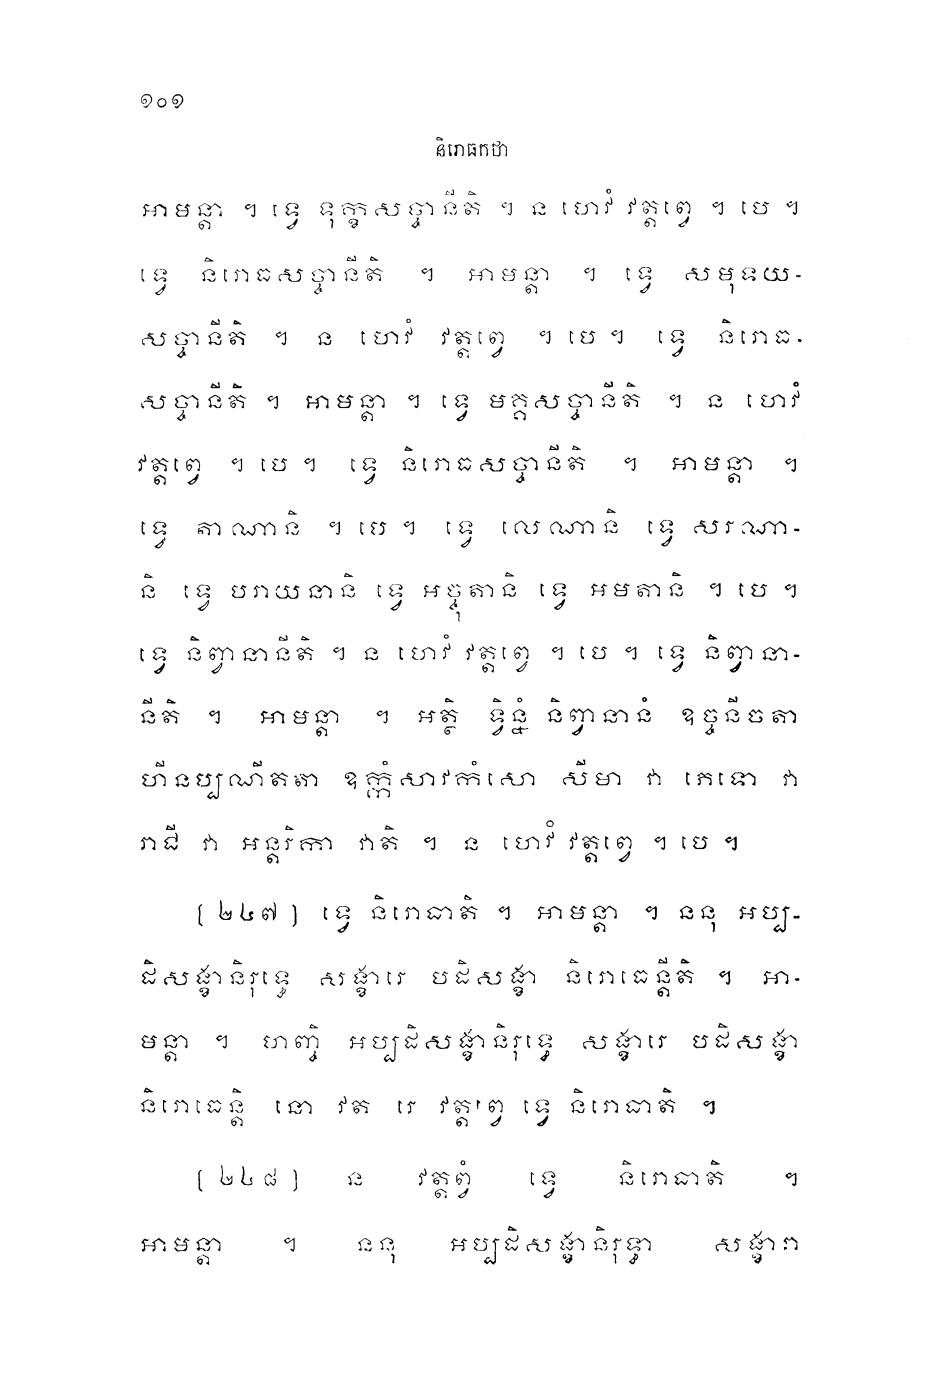 ១០១
និរោធកថា
អាមន្តា ។ ទ្វេ ទុក្ខសច្ចានីតិ ។ ន ហេវំ វត្តព្វេ ។ បេ ។
ទ្វេ និរោធសច្ចានីតិ ។ អាមន្តា ។ ទ្វេ សមុទយ-
សច្ចានីតិ ។ ន ហេវំ វត្តព្វេ ។ បេ ។ ទ្វេ និរោធ-
សច្ចានីតិ ។ អាមន្តា ។ ទ្វេ មគ្គសច្ចានីតិ ។ ន ហេវំ
វត្តព្វេ ។ បេ ។ ទ្វេ និរោធសច្ចានីតិ ។ អាមន្តា ។
ទ្វេ តាណានិ ។ បេ ។ ទ្វេ លេណានិ ទ្វេ សរណា-
និ ទ្វេ បរាយនានិ ទ្វេ អច្ចុតានិ ទ្វេ អមតានិ ។ បេ ។
ទ្វេ និព្វានានីតិ ។ ន ហេវំ វត្តព្វេ ។ បេ ។ ទ្វេ និព្វានា-
នីតិ ។ អាមន្តា ។ អត្ថិ ទ្វិន្នំ និព្វានានំ ឧច្ចនីចតា
ហីនប្បណីតតា ឧក្កំសាវកំសោ សីមា វា ភេទោ វា
រាជី វា អន្តរិកា វាតិ ។ ន ហេវំ វត្តព្វេ ។ បេ ។
[២៤៧] ទ្វេ និរោធាតិ ។ អាមន្តា ។ ននុ អប្ប-
ដិសង្ខានិរុទ្ធេ សង្ខារេ បដិសង្ខា និរោធេន្តីតិ ។ អា-
មន្តា ។ ហញ្ចិ អប្បដិសង្ខានិរុទ្ធេ សង្ខារេ បដិសង្ខា
និរោធេន្តិ នោ វត រេ វត្តព្វេ ទ្វេ និរោធាតិ ។
[២៤៨] ន វត្តព្វំ ទ្វេ និរោធាតិ ។
អាមន្តា ។ ននុ អប្បដិសង្ខានិរុទ្ធា សង្ខារា